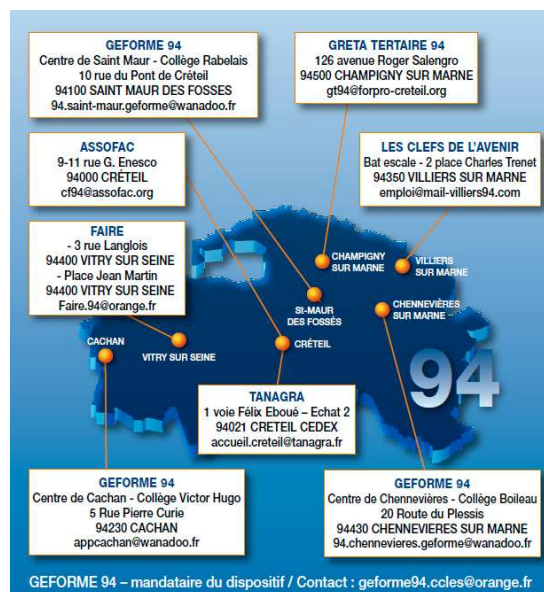 GEFORME 94
Centre de Saint Maur - Collège Rabelais
10 rue du Pont de Créteil
94100 SAINT MAUR DES FOSSES
94.saint-maur.geforme@wanadoo.fr
GRETA TERTAIRE 94
126 avenue Roger Salengro
94500 CHAMPIGNY SUR MARNE
gt94@forpro-creteil.org
ASSOFAC
9-11 rue G. Enesco
94000 CRÉTEIL
cf94@assofac.org
LES CLEFS DE L'AVENIR
Bat escale - 2 place Charles Trenet
94350 VILLIERS SUR MARNE
emploi@mail-villiers94.com
FAIRE
- 3 rue Langlois
94400 VITRY SUR SEINE
- Place Jean Martin
94400 VITRY SUR SEINE
Faire.94@orange.fr
CHAMPIGNY
SUR MARNE
VILLIERS
SUR MARNE
St-MAUR
DES FOSSÉS
CHENNEVIÈRES
SUR MARNE
CACHAN
VITRY SUR SEINE
CRÉTEIL
94
TANAGRA
1 voie Félix Eboué – Echat 2
94021 CRETEIL CEDEX
accueil.creteil@tanagra.fr
GEFORME 94
Centre de Cachan - Collège Victor Hugo
5 Rue Pierre Curie
94230 CACHAN
appcachan@wanadoo.fr
GEFORME 94
Centre de Chennevières - Collège Boileau
20 Route du Plessis
94430 CHENNEVIERES SUR MARNE
94.chennevieres.geforme@wanadoo.fr
GEFORME 94 – mandataire du dispositif / Contact : geforme94.ccles@orange.fr